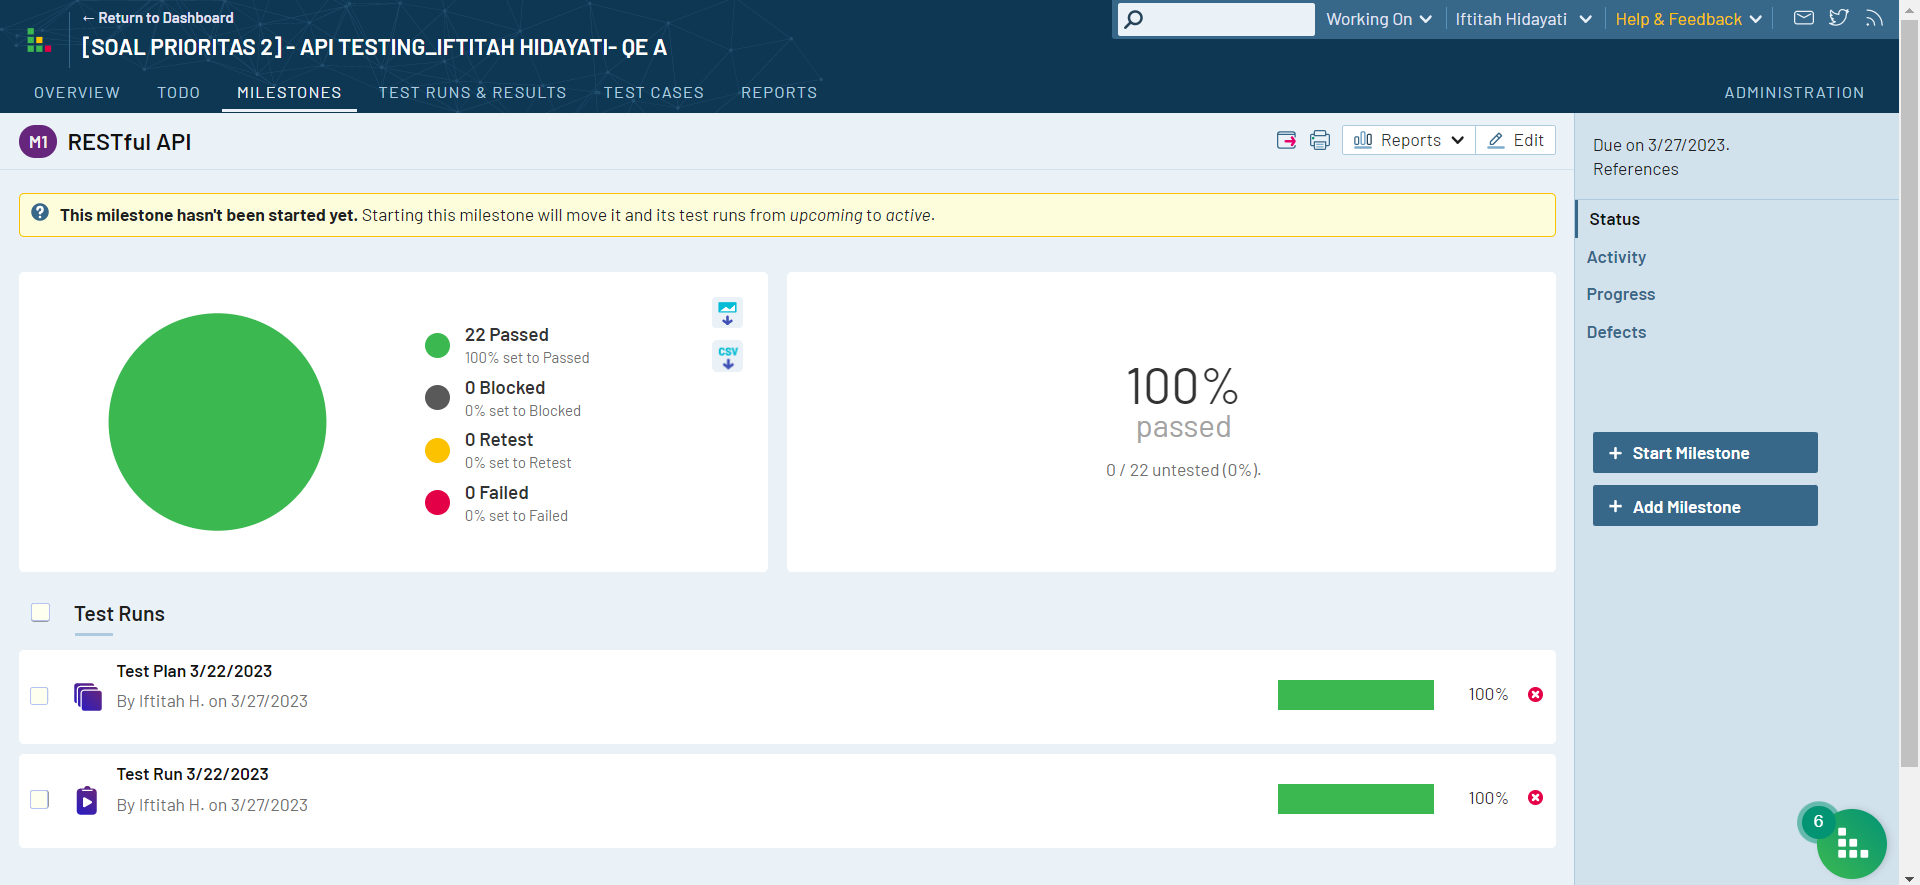 ← Return to Dashboard
[SOAL PRIORITAS 2] - API TESTING_IFTITAH HIDAYATI- QE A
Working On
Iftitah Hidayati
Help & Feedback
OVERVIEW
TODO
MILESTONES
TEST RUNS & RESULTS
TEST CASES
REPORTS
ADMINISTRATION
M1
RESTful API
Reports
Edit
Due on 3/27/2023.
References
This milestone hasn't been started yet. Starting this milestone will move it and its test runs from upcoming to active.
Status
Activity
Progress
Defects
22 Passed
100% set to Passed
0 Blocked
0% set to Blocked
0 Retest
0% set to Retest
0 Failed
0% set to Failed
CSV
100%
passed
0 / 22 untested (0%).
+ Start Milestone
+ Add Milestone
Test Runs
Test Plan 3/22/2023
By Iftitah H. on 3/27/2023
100%
Test Run 3/22/2023
By Iftitah H. on 3/27/2023
100%
6